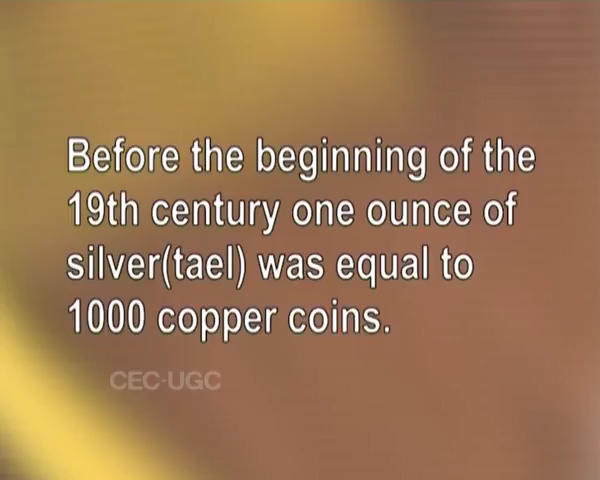 Before the beginning of the
19th century one ounce of
silver(tael) was equal to
1000 copper coins.
CEC-UGC